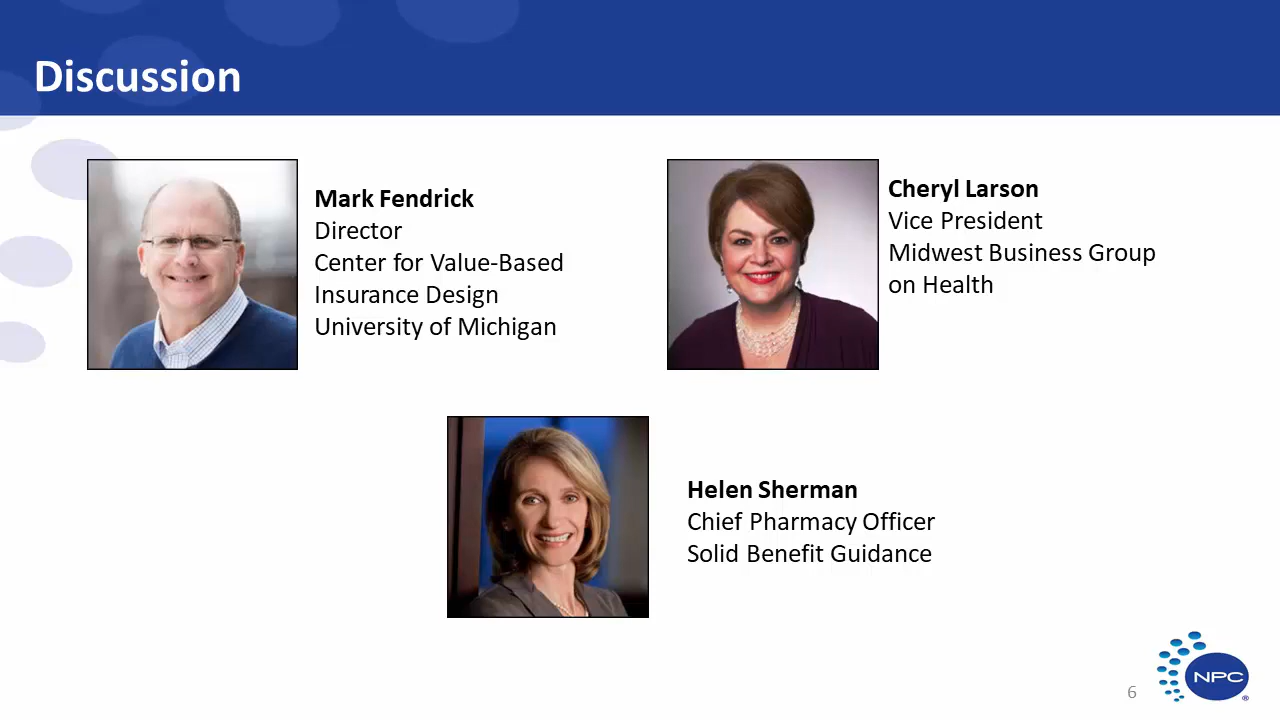 Discussion
Mark Fendrick
Director
Center for Value-Based
Insurance Design
University of Michigan
Cheryl Larson
Vice President
Midwest Business Group
on Health
Helen Sherman
Chief Pharmacy Officer
Solid Benefit Guidance
6
NPC®